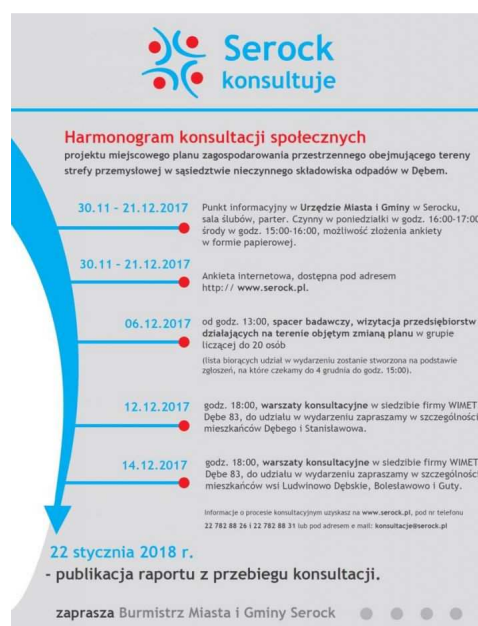 Serock
konsultuje
Harmonogram konsultacji społecznych
projektu miejscowego planu zagospodarowania przestrzennego obejmującego tereny
strefy przemysłowej w sąsiedztwie nieczynnego składowiska odpadów w Dębem.
30.11 - 21.12.2017
Punkt informacyjny w Urzędzie Miasta i Gminy w Serocku,
sala ślubów, parter. Czynny w poniedziałki w godz. 16:00-17:00
środy w godz. 15:00-16:00, możliwość złożenia ankiety
w formie papierowej.
30.11 - 21.12.2017
Ankieta internetowa, dostępna pod adresem
http:// www.serock.pl.
06.12.2017
od godz. 13:00, spacer badawczy, wizytacja przedsiębiorstw
działających na terenie objętym zmianą planu w grupie
liczącej do 20 osób
(lista biorących udział w wydarzeniu zostanie stworzona na podstawie
zgłoszeń, na które czekamy do 4 grudnia do godz. 15:00).
12.12.2017
godz. 18:00, warszaty konsultacyjne w siedzibie firmy WIMET
Dębe 83, do udziału w wydarzeniu zapraszamy w szczególności
mieszkańców Dębego i Stanisławowa.
14.12.2017
godz. 18:00, warszaty konsultacyjne w siedzibie firmy WIMET
Dębe 83, do udziału w wydarzeniu zapraszamy w szczególności
mieszkańców wsi Ludwinowo Dębskie, Bolesławowo i Guty.
Informacje o procesie konsultacyjnym uzyskasz na www.serock.pl, pod nr telefonu
22 782 88 26 i 22 782 88 31 lub pod adresem e mail: konsultacje@serock.pl
22 stycznia 2018 r.
- publikacja raportu z przebiegu konsultacji.
zaprasza Burmistrz Miasta i Gminy Serock